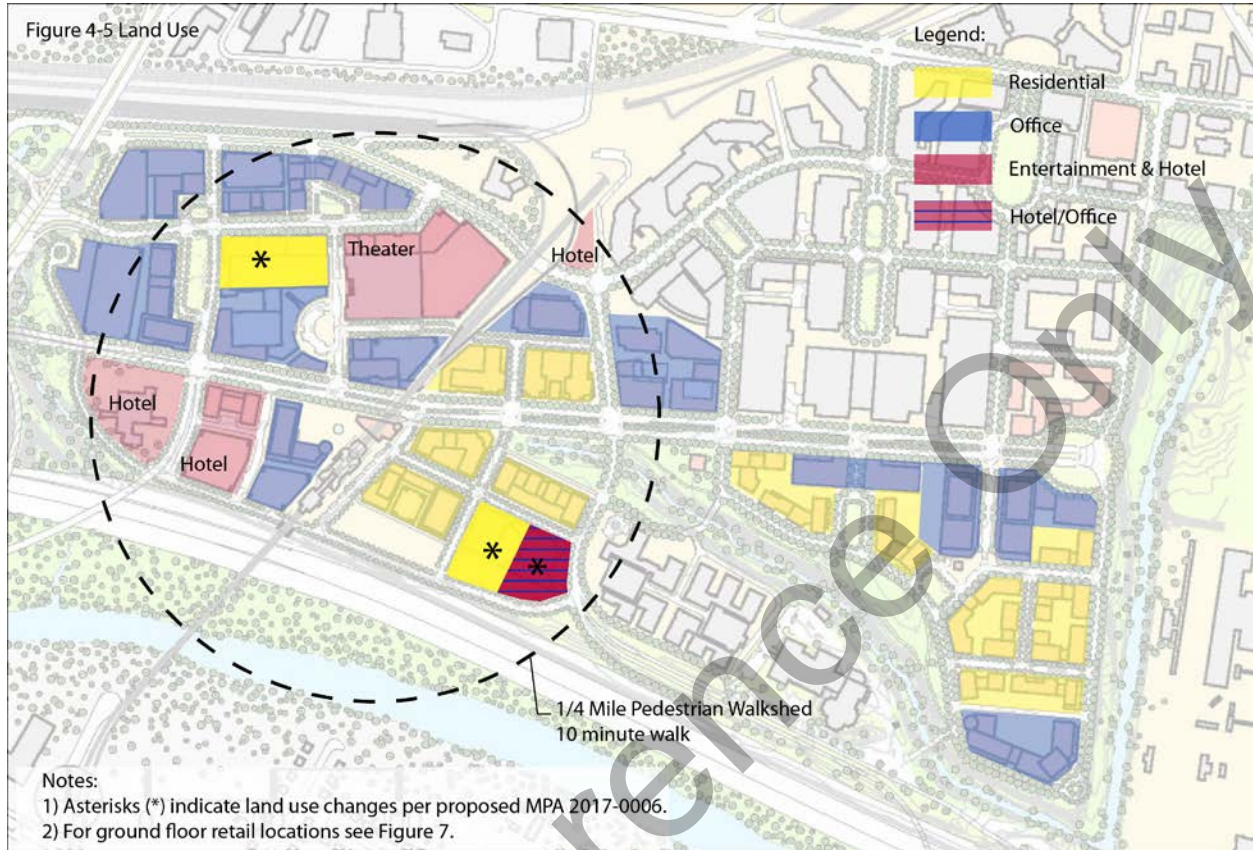 Figure 4-5 Land Use
Legend:
Residential
Office
Entertainment & Hotel
Hotel/Office
*
Theater
Hotel
Hotel
Hotel
*
*
1/4 Mile Pedestrian Walkshed
10 minute walk
Notes:
1) Asterisks (*) indicate land use changes per proposed MPA 2017-0006.
2) For ground floor retail locations see Figure 7.
rence Only